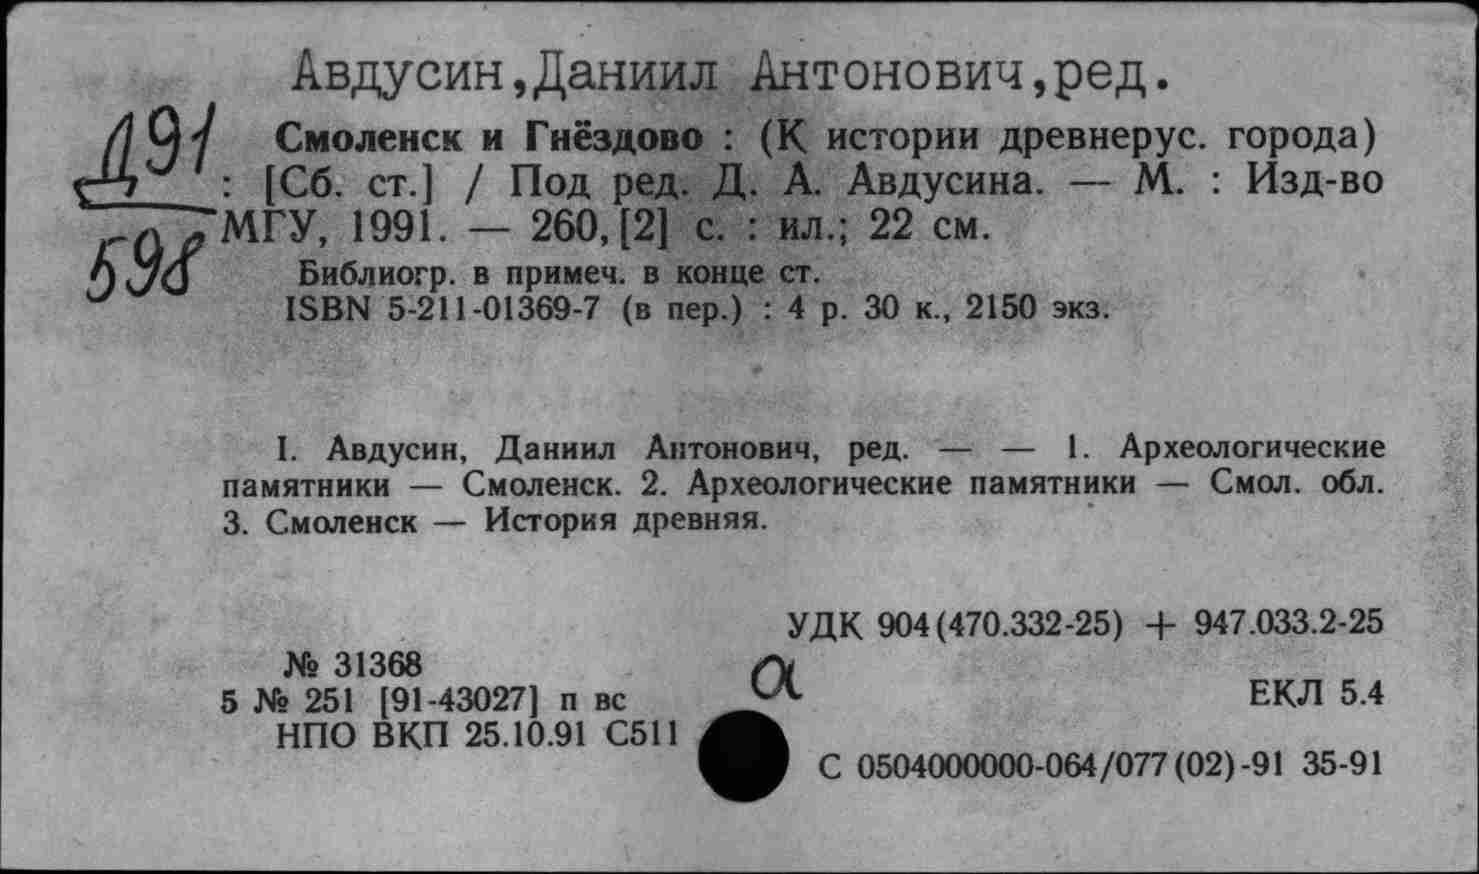 Авдусин,Даниил Антонович,ред.
Д91
598
Смоленск и Гнёздово : (К истории древнерус. города)
: [Сб. ст.] / Под ред. Д. А. Авдусина. — М. : Изд-во
МГУ, 1991. — 260, [2] с. : ил.; 22 см.
Библиогр. в примеч. в конце ст.
ISBN 5-211-01369-7 (в пер.) : 4 р. 30 к., 2150 экз.
I. Авдусин, Даниил Антонович, ред. — — 1. Археологические
памятники — Смоленск. 2. Археологические памятники — Смол. обл.
3. Смоленск — История древняя.
УДК 904(470.332-25) + 947.033.2-25
№ 31368
5 № 251 [91-43027] п вс
ЕКЛ 5.4
НПО ВКП 25.10.91 С511
С 0504000000-064/077(02)-91 35-91